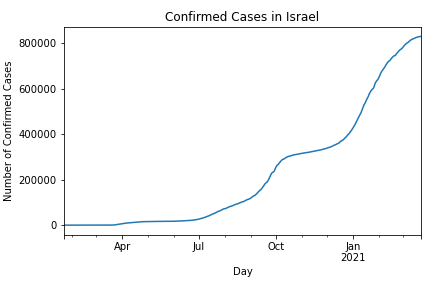 Confirmed Cases in Israel
Number of Confirmed Cases
800000
600000
400000
200000
0
Apr
Jul
Oct
Jan
2021
Day